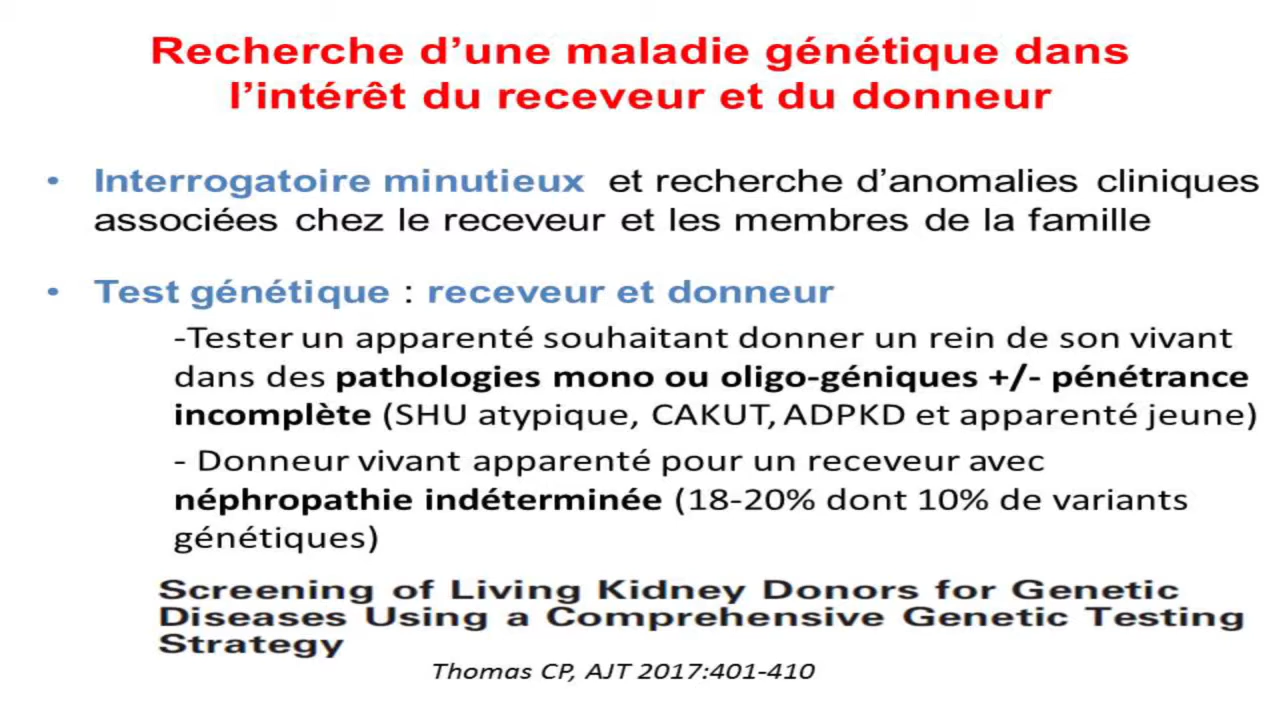 Recherche d’une maladie génétique dans
l’intérêt du receveur et du donneur
• Interrogatoire minutieux et recherche d’anomalies cliniques
associées chez le receveur et les membres de la famille
• Test génétique : receveur et donneur
-Tester un apparenté souhaitant donner un rein de son vivant
dans des pathologies mono ou oligo-géniques +/- pénétrance
incomplète (SHU atypique, CAKUT, ADPKD et apparenté jeune)
- Donneur vivant apparenté pour un receveur avec
néphropathie indéterminée (18-20% dont 10% de variants
génétiques)
Screening of Living Kidney Donors for Genetic
Diseases Using a Comprehensive Genetic Testing
Strategy
Thomas CP, AJT 2017:401-410